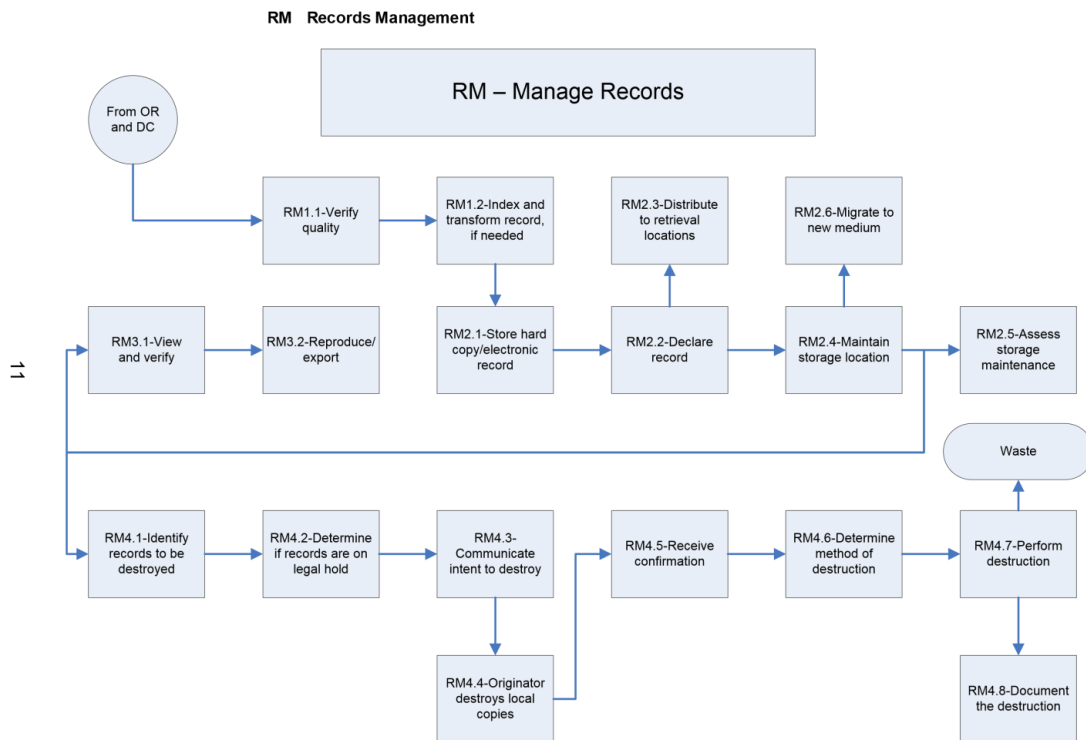 RM Records Management
RM – Manage Records
From OR
and DC
RM1.1-Verify
quality
RM1.2-Index and
transform record,
if needed
RM2.3-Distribute
to retrieval
locations
RM2.6-Migrate to
new medium
RM3.1-View
and verify
RM3.2-Reproduce/
export
RM2.1-Store hard
copy/electronic
record
RM2.2-Declare
record
RM2.4-Maintain
storage location
RM2.5-Assess
storage
maintenance
11
Waste
RM4.1-Identify
records to be
destroyed
RM4.2-Determine
if records are on
legal hold
RM4.3-
Communicate
intent to destroy
RM4.5-Receive
confirmation
RM4.6-Determine
method of
destruction
RM4.7-Perform
destruction
RM4.4-Originator
destroys local
copies
RM4.8-Document
the destruction